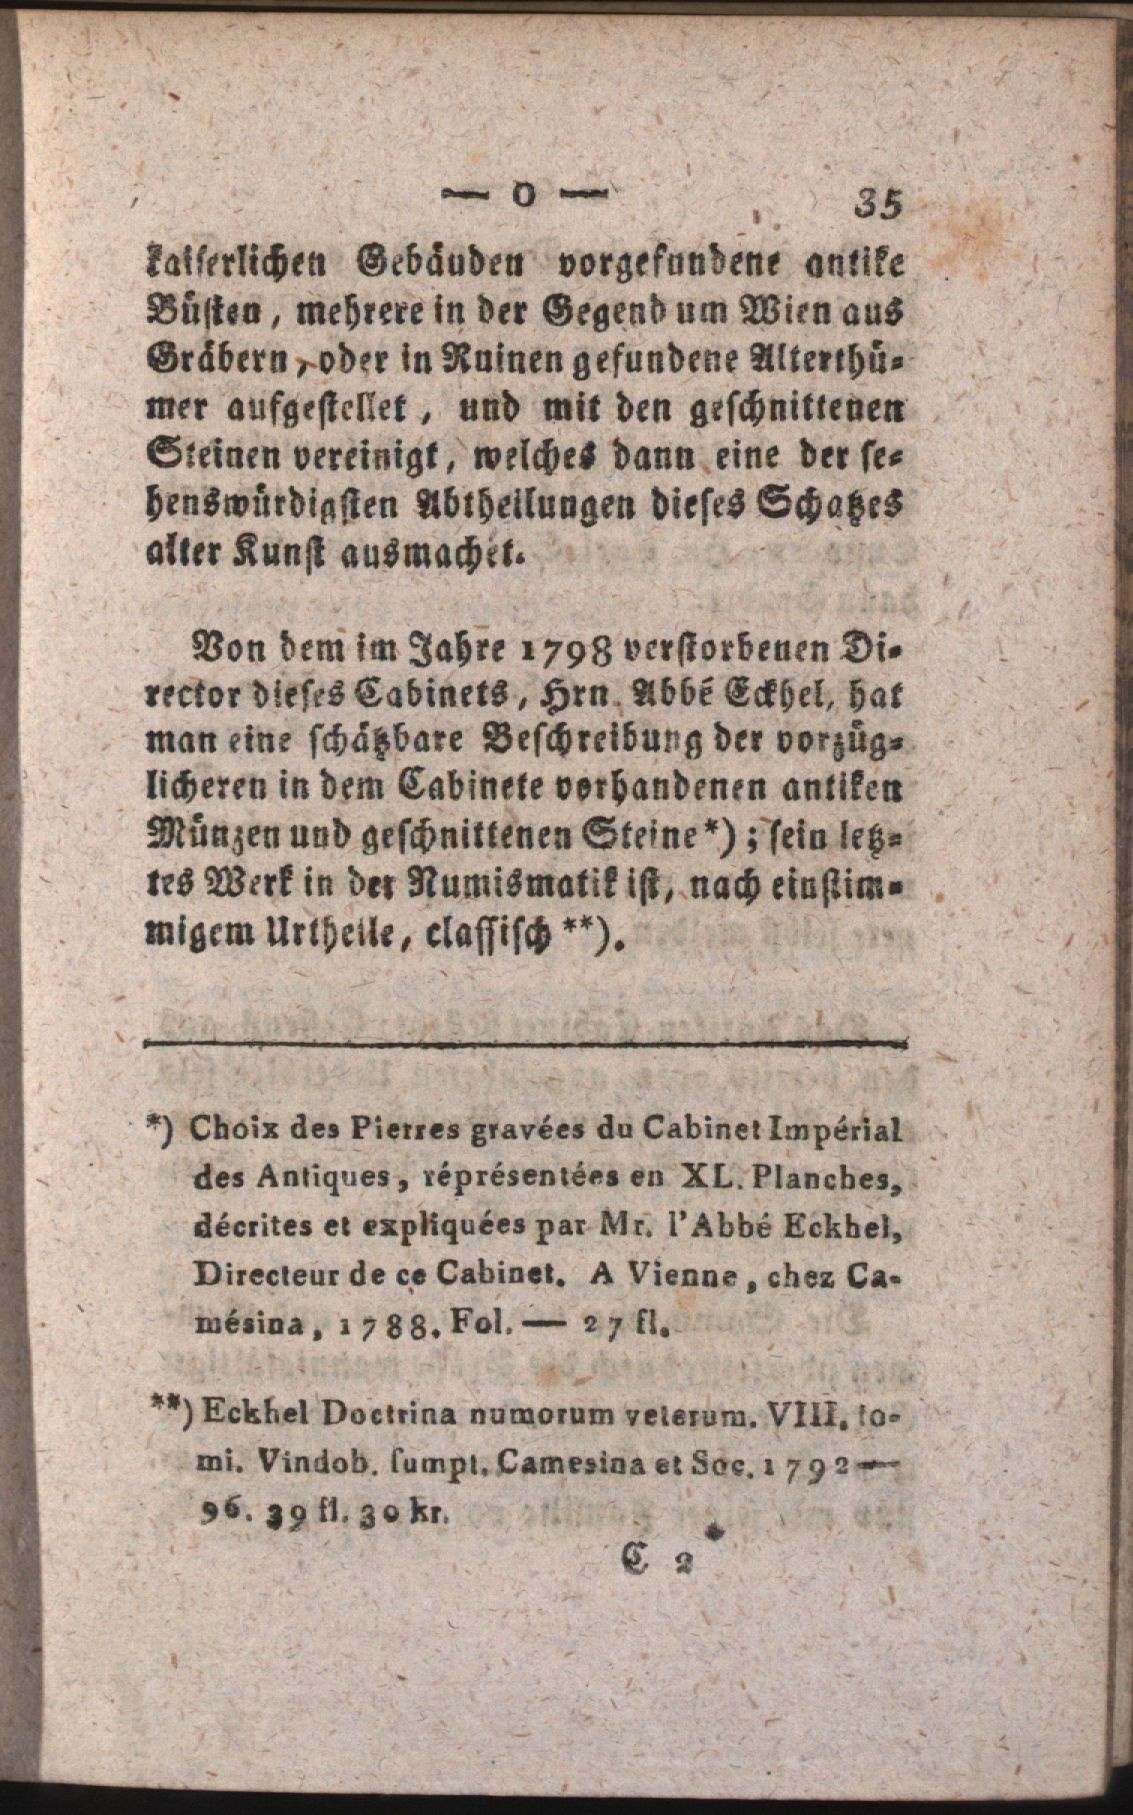 — o — 35
kaiserlichen Gebäuden vorgefundene antike
Büsten, mehrere in der Gegend um Wien aus
Gräbern, oder in Ruinen gefundene Alterthü-
mer aufgestellet, und mit den geschnittenen
Steinen vereinigt, welches dann eine der se-
henswürdigsten Abtheilungen dieses Schatzes
alter Kunst ausmachet.
Von dem im Jahre 1798 verstorbenen Di-
rector dieses Cabinets, Hrn. Abbé Eckhel, hat
man eine schätzbare Beschreibung der vorzüg-
licheren in dem Cabinete vorhandenen antiken
Münzen und geschnittenen Steine*); sein letz-
tes Werk in der Numismatik ist, nach einstim-
migem Urtheile, classisch **).
*) Choix des Pierres gravées du Cabinet Impérial
des Antiques, réprésentées en XL. Planches,
décrites et expliquées par Mr. l'Abbé Eckhel,
Directeur de ce Cabinet. A Vienne, chez Ca-
mésina, 1788. Fol. — 27 fl.
**) Eckhel Doctrina numorum veterum. VIII. to-
mi. Vindob. sumpt. Camesina et Soc. 1792—
96. 39 fl. 30 kr.
C 2